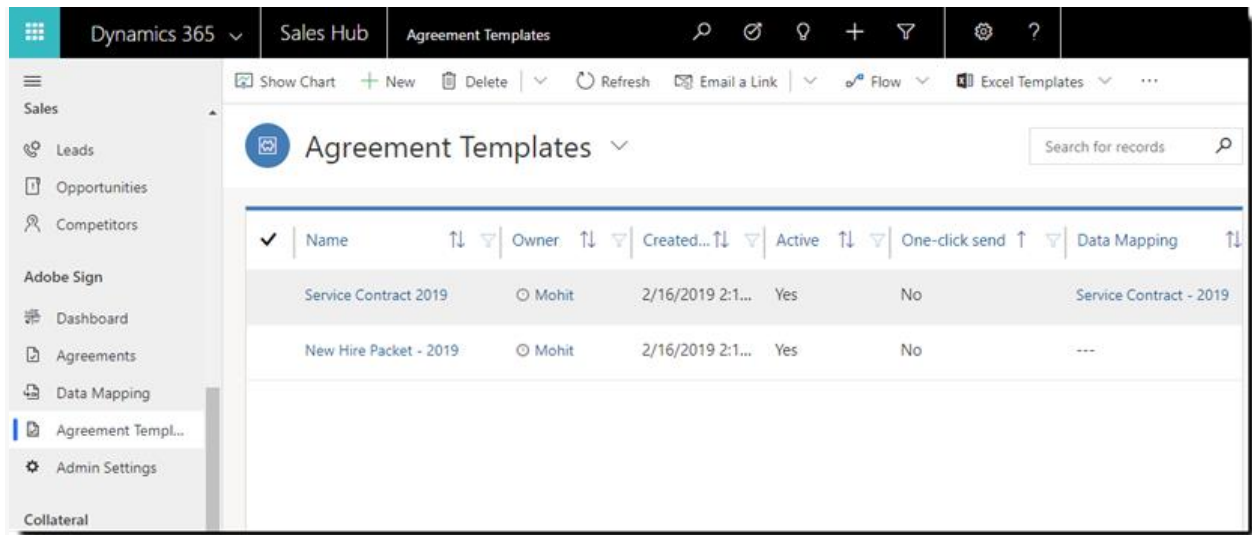 Dynamics 365 Sales Hub Agreement Templates
Show Chart New Delete Refresh Email a Link Flow Excel Templates ...
Sales
Leads
Opportunities
Competitors
Adobe Sign
Dashboard
Agreements
Data Mapping
Agreement Templ...
Admin Settings
Collateral
Agreement Templates
Search for records
Name Owner Created... Active One-click send Data Mapping
Service Contract 2019 Mohit 2/16/2019 2:1... Yes No Service Contract - 2019
New Hire Packet - 2019 Mohit 2/16/2019 2:1... Yes No ---